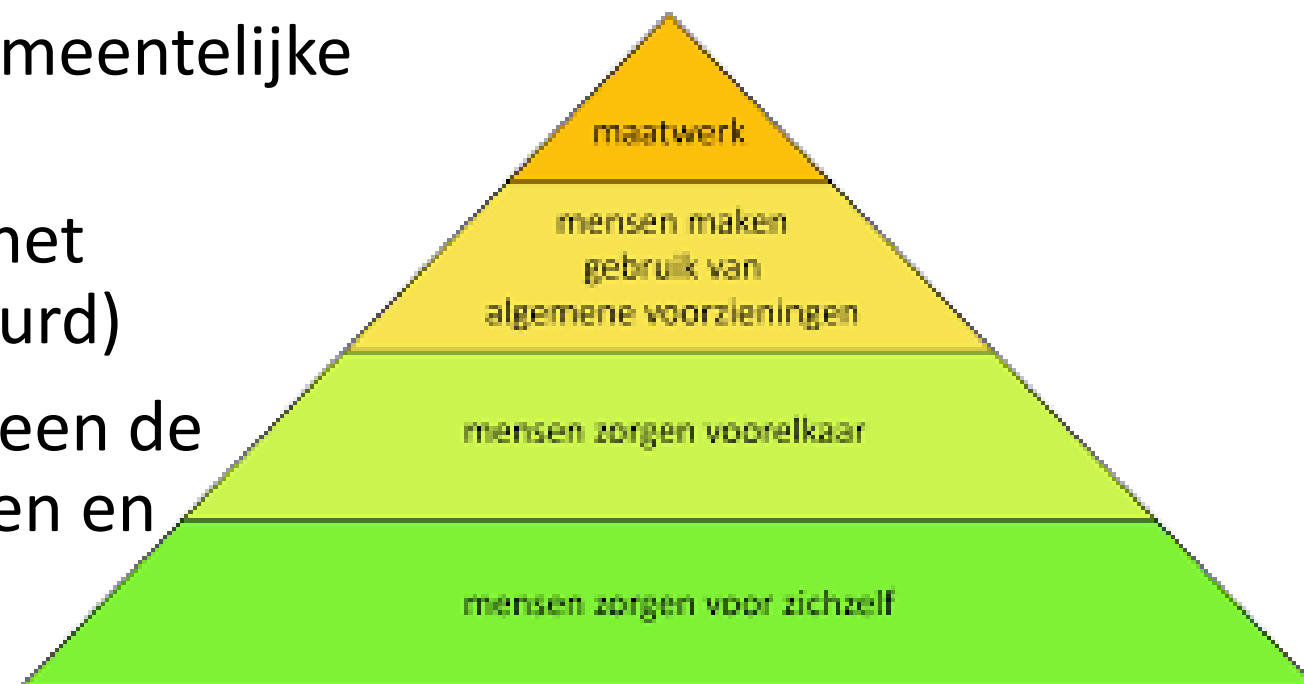 meentelijke
urd)
een de
en en
maatwerk
mensen maken
gebruik van
algemene voorzieningen
mensen zorgen voorelkaar
mensen zorgen voor zichzelf